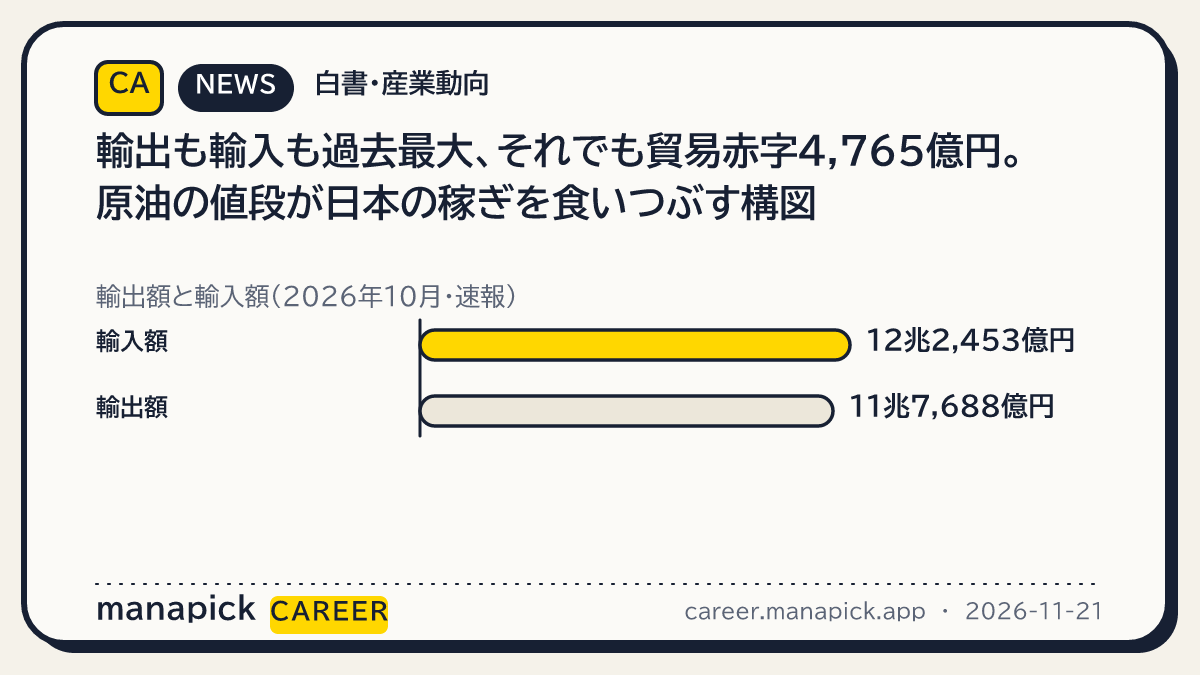 CA NEWS 白書・産業動向
輸出も輸入も過去最大、それでも貿易赤字4,765億円。
原油の値段が日本の稼ぎを食いつぶす構図
輸出額と輸入額(2026年10月・速報)
輸入額 12兆2,453億円
輸出額 11兆7,688億円
manapick CAREER career.manapick.app ・ 2026-11-21